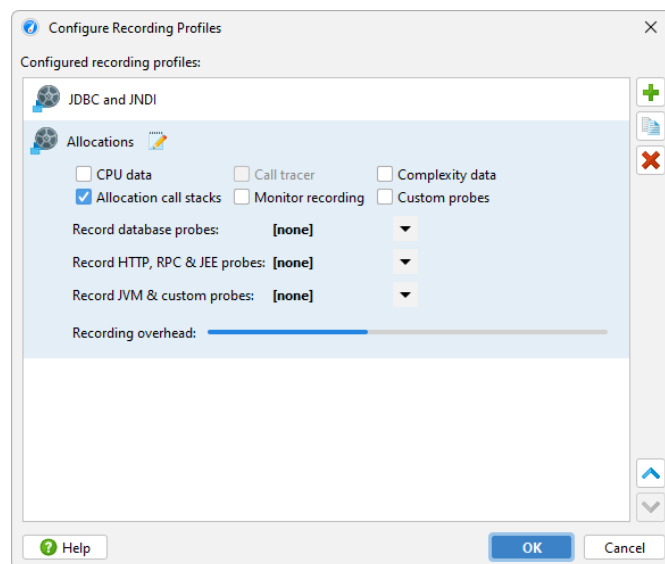 Configure Recording Profiles
Configured recording profiles:
JDBC and JNDI
Allocations
CPU data Call tracer Complexity data
Allocation call stacks Monitor recording Custom probes
Record database probes: [none]
Record HTTP, RPC & JEE probes: [none]
Record JVM & custom probes: [none]
Recording overhead:
Help OK Cancel